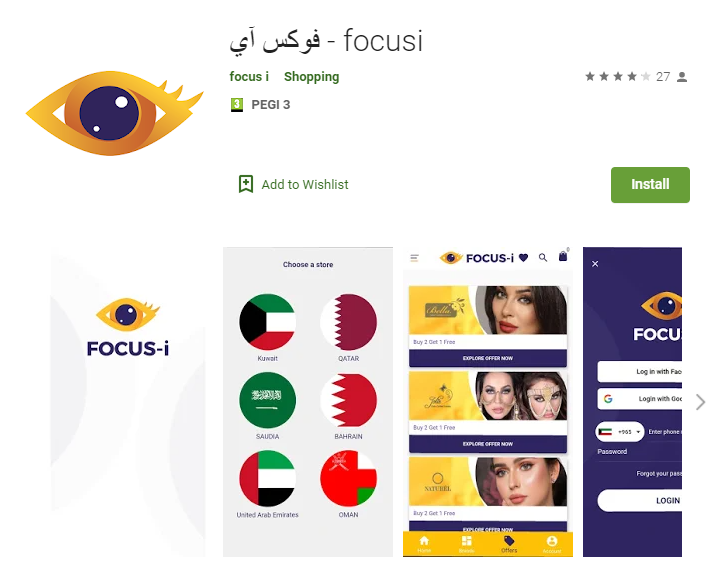 فوكس آي - focusi
focus i Shopping
27
3 PEGI 3
Add to Wishlist
Install
FOCUS-i
Choose a store
Kuwait
QATAR
SAUDIA
BAHRAIN
United Arab Emirates
OMAN
FOCUS-i
0
Bella
Buy 2 Get 1 Free
EXPLORE OFFER NOW
Buy 2 Get 1 Free
EXPLORE OFFER NOW
NATUREEL
Buy 2 Get 1 Free
EXPLORE OFFER NOW
Home
Brands
Offers
Account
FOCU
Log in with Fac
Login with Goo
+965
Enter phone
Password
Forgot your pass
LOGIN